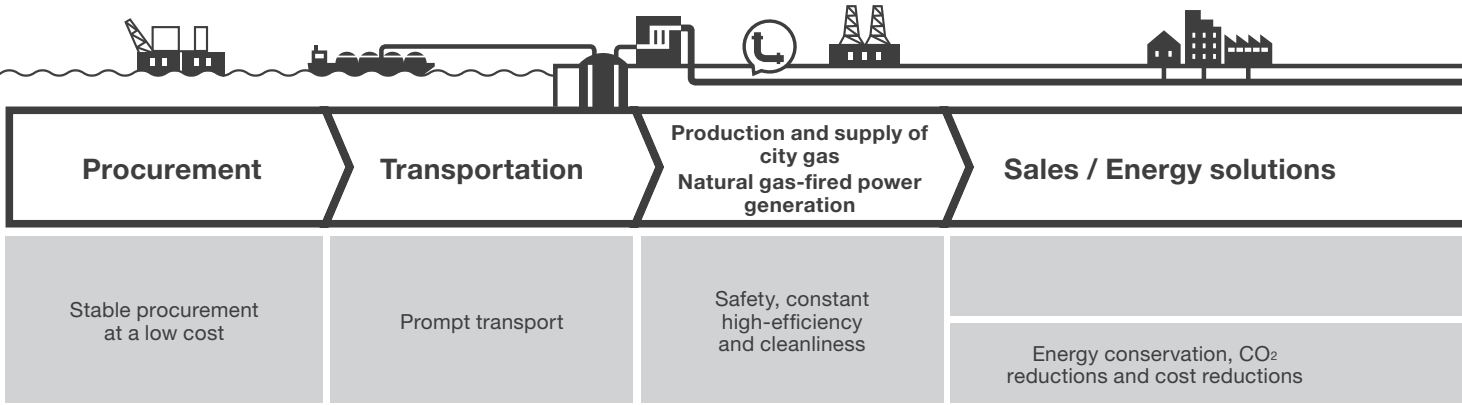 Procurement
Transportation
Production and supply of
city gas
Natural gas-fired power
generation
Sales / Energy solutions
Stable procurement
at a low cost
Prompt transport
Safety, constant
high-efficiency
and cleanliness
Energy conservation, CO₂
reductions and cost reductions